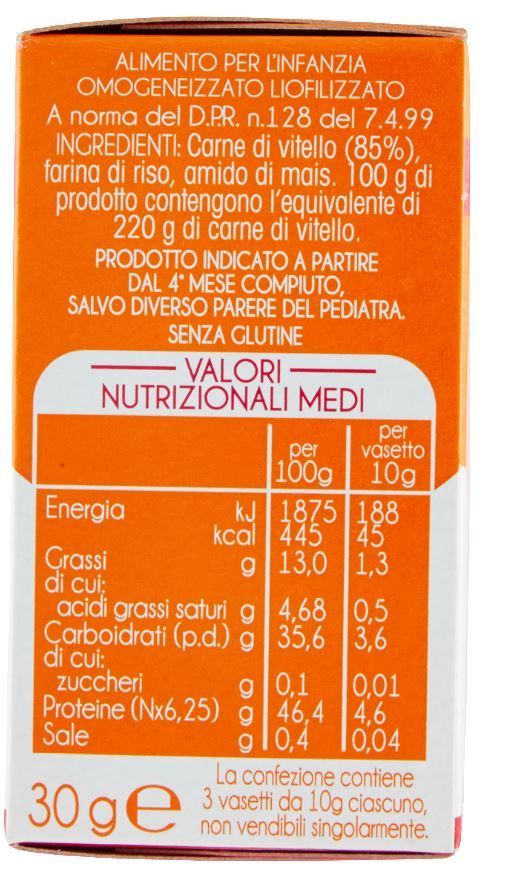 ALIMENTO PER L'INFANZIA
OMOGENEIZZATO LIOFILIZZATO
A norma del D.P.R. n.128 del 7.4.99
INGREDIENTI: Carne di vitello (85%),
farina di riso, amido di mais. 100 g di
prodotto contengono l'equivalente di
220 g di carne di vitello.
PRODOTTO INDICATO A PARTIRE
DAL 4° MESE COMPIUTO,
SALVO DIVERSO PARERE DEL PEDIATRA.
SENZA GLUTINE
VALORI
NUTRIZIONALI MEDI
per 100g per vasetto 10g
Energia kJ 1875 188
kcal 445 45
Grassi g 13,0 1,3
di cui:
acidi grassi saturi g 4,68 0,5
Carboidrati (p.d.) g 35,6 3,6
di cui:
zuccheri g 0,1 0,01
Proteine (Nx6,25) g 46,4 4,6
Sale g 0,4 0,04
30 g e
La confezione contiene
3 vasetti da 10g ciascuno,
non vendibili singolarmente.